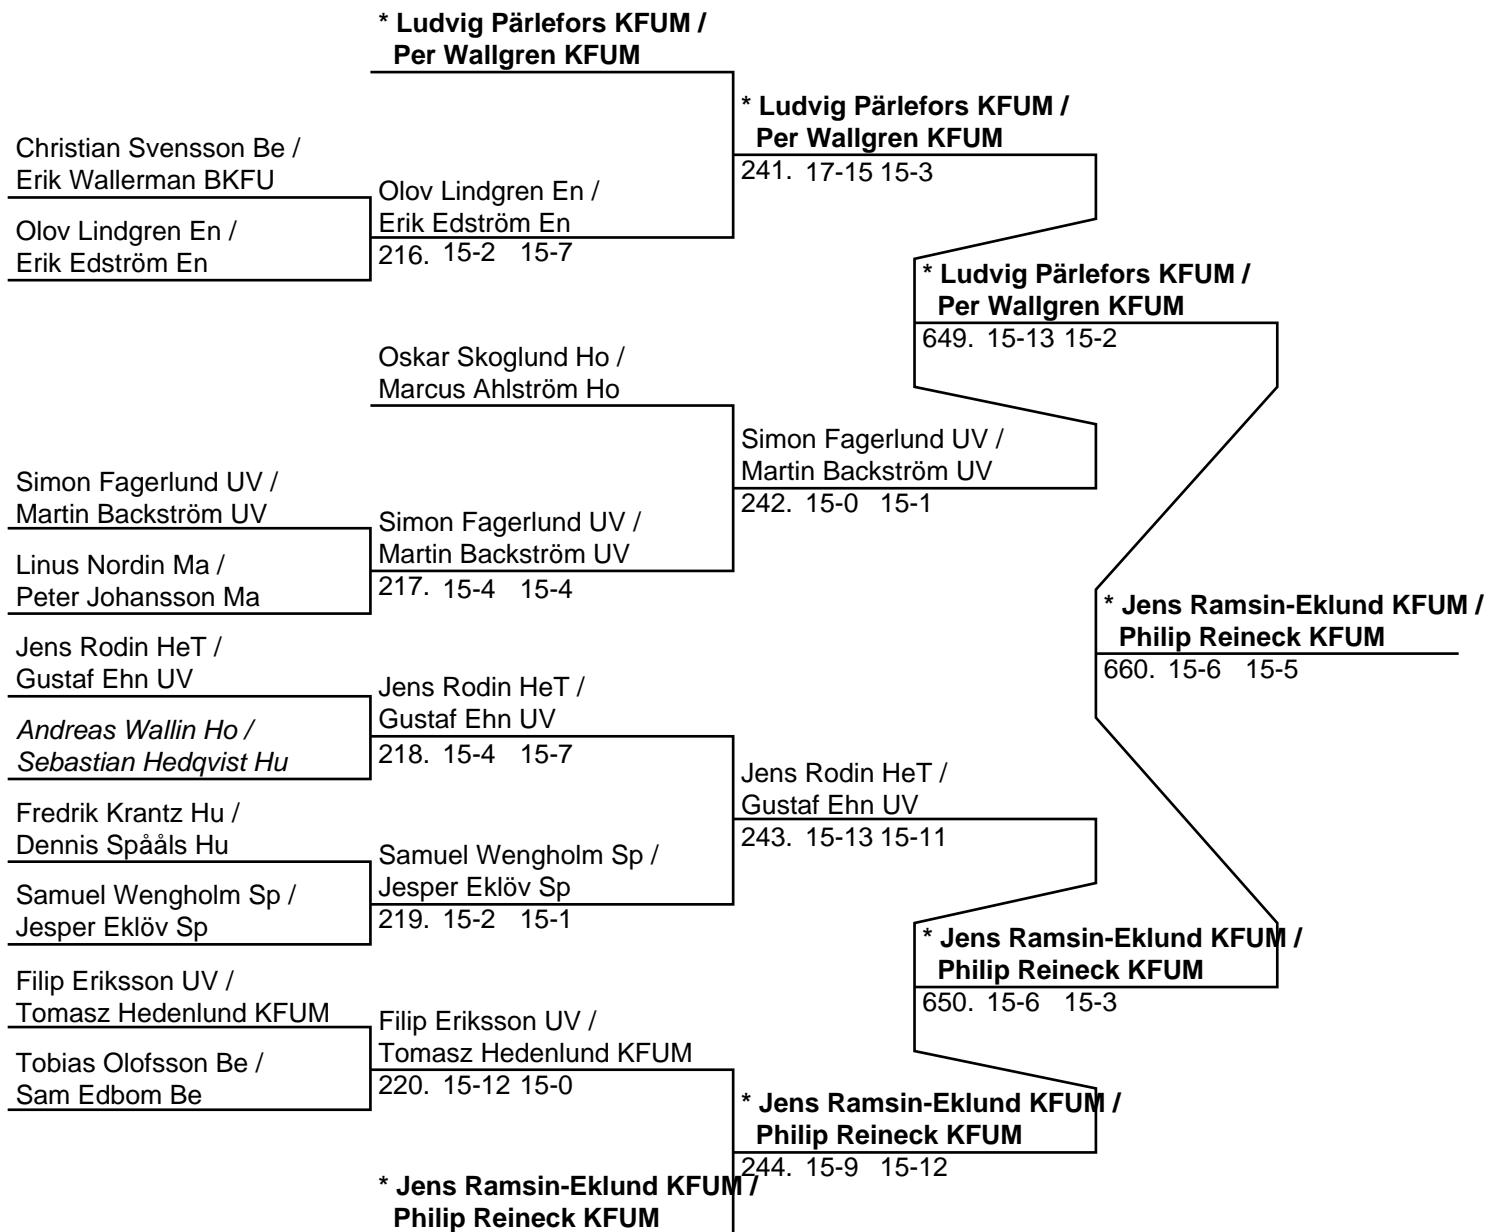 * Ludvig Pärlefors KFUM /
Per Wallgren KFUM
* Ludvig Pärlefors KFUM /
Per Wallgren KFUM
241. 17-15 15-3
Christian Svensson Be /
Erik Wallerman BKFU
Olov Lindgren En /
Erik Edström En
216. 15-2 15-7
Olov Lindgren En /
Erik Edström En
* Ludvig Pärlefors KFUM /
Per Wallgren KFUM
649. 15-13 15-2
Oskar Skoglund Ho /
Marcus Ahlström Ho
Simon Fagerlund UV /
Martin Backström UV
242. 15-0 15-1
Simon Fagerlund UV /
Martin Backström UV
Simon Fagerlund UV /
Martin Backström UV
217. 15-4 15-4
Linus Nordin Ma /
Peter Johansson Ma
* Jens Ramsin-Eklund KFUM /
Philip Reineck KFUM
660. 15-6 15-5
Jens Rodin HeT /
Gustaf Ehn UV
Jens Rodin HeT /
Gustaf Ehn UV
218. 15-4 15-7
Andreas Wallin Ho /
Sebastian Hedqvist Hu
Jens Rodin HeT /
Gustaf Ehn UV
243. 15-13 15-11
Fredrik Krantz Hu /
Dennis Spååls Hu
Samuel Wengholm Sp /
Jesper Eklöv Sp
219. 15-2 15-1
Samuel Wengholm Sp /
Jesper Eklöv Sp
* Jens Ramsin-Eklund KFUM /
Philip Reineck KFUM
650. 15-6 15-3
Filip Eriksson UV /
Tomasz Hedenlund KFUM
Filip Eriksson UV /
Tomasz Hedenlund KFUM
220. 15-12 15-0
Tobias Olofsson Be /
Sam Edbom Be
* Jens Ramsin-Eklund KFUM /
Philip Reineck KFUM
244. 15-9 15-12
* Jens Ramsin-Eklund KFUM /
Philip Reineck KFUM